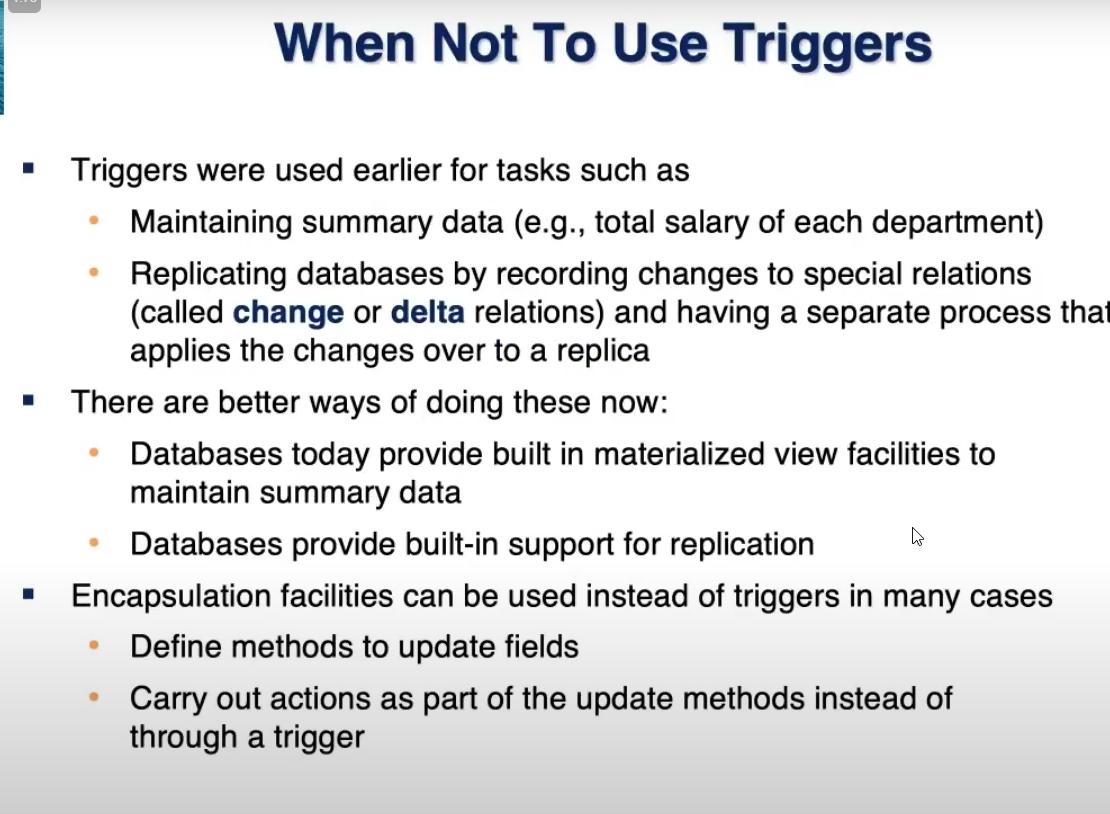 When Not To Use Triggers
▪ Triggers were used earlier for tasks such as
• Maintaining summary data (e.g., total salary of each department)
• Replicating databases by recording changes to special relations
(called change or delta relations) and having a separate process that
applies the changes over to a replica
▪ There are better ways of doing these now:
• Databases today provide built in materialized view facilities to
maintain summary data
• Databases provide built-in support for replication
▪ Encapsulation facilities can be used instead of triggers in many cases
• Define methods to update fields
• Carry out actions as part of the update methods instead of
through a trigger